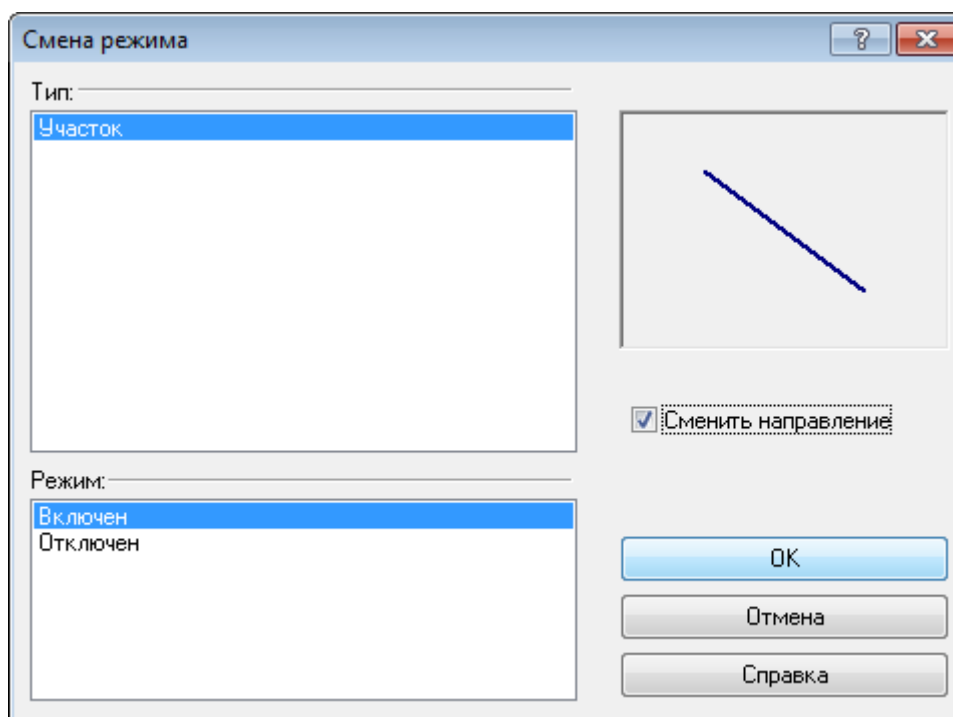 Смена режима
Тип:
Участок
Сменить направление
Режим:
Включен
Отключен
OK
Отмена
Справка